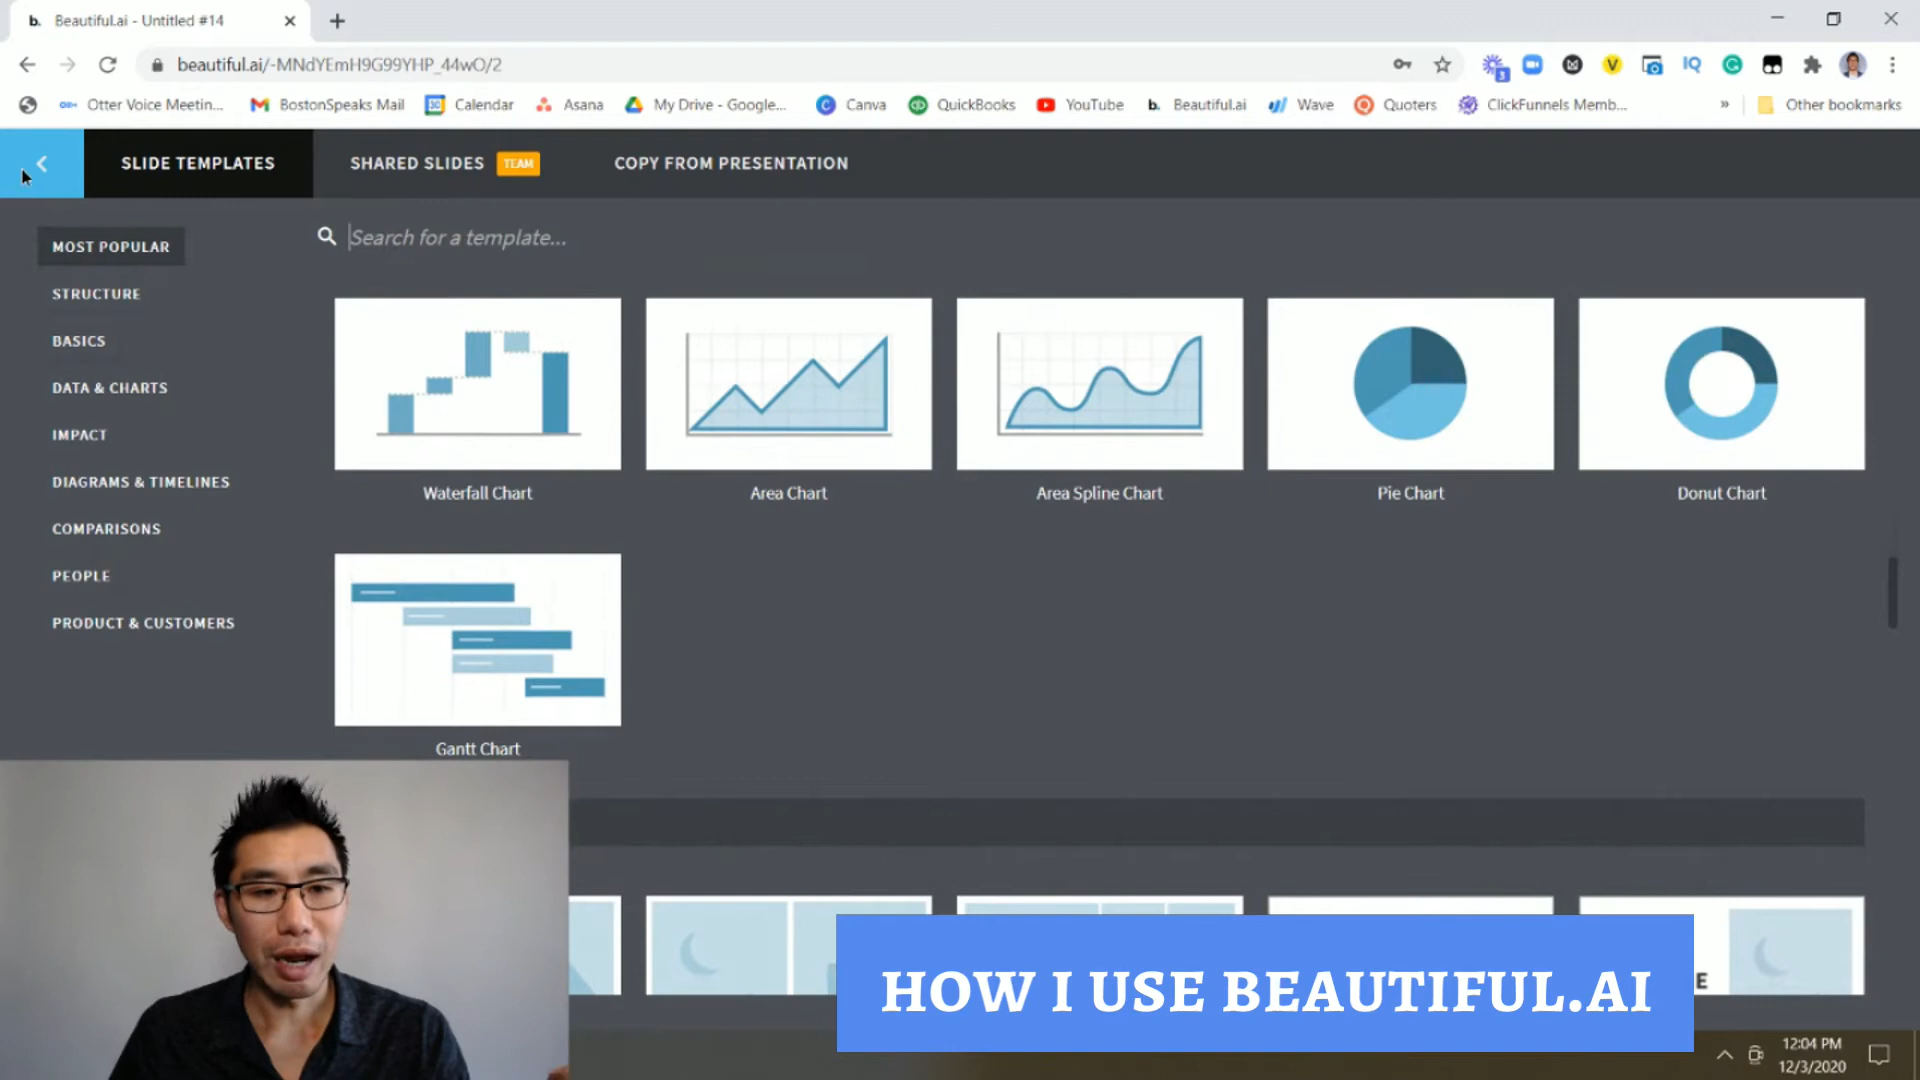 b. Beautiful.ai - Untitled #14
beautiful.ai/-MNdYEmH9G99YHP_44wO/2
Otter Voice Meetin... BostonSpeaks Mail Calendar Asana My Drive - Google... Canva QuickBooks YouTube b. Beautiful.ai Wave Quoters ClickFunnels Memb... » Other bookmarks
SLIDE TEMPLATES SHARED SLIDES TEAM COPY FROM PRESENTATION
Search for a template...
MOST POPULAR
STRUCTURE
BASICS
DATA & CHARTS
IMPACT
DIAGRAMS & TIMELINES
COMPARISONS
PEOPLE
PRODUCT & CUSTOMERS
Waterfall Chart Area Chart Area Spline Chart Pie Chart Donut Chart
Gantt Chart
HOW I USE BEAUTIFUL.AI
E
12:04 PM
12/3/2020